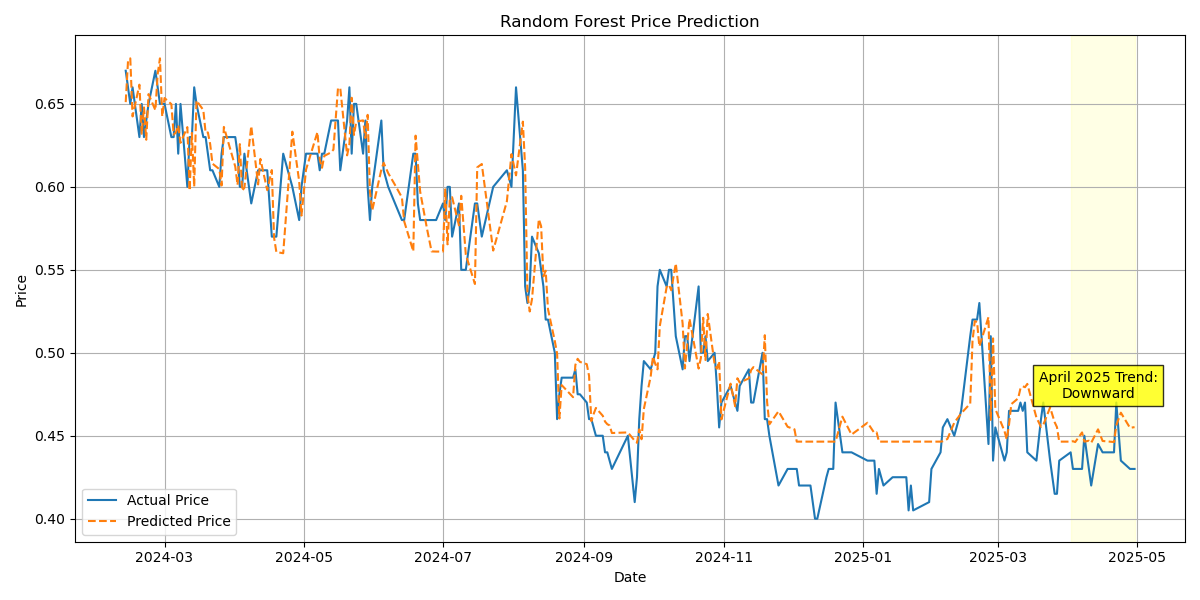 Random Forest Price Prediction
Price
0.65
0.60
0.55
0.50
0.45
0.40
April 2025 Trend:
Downward
Actual Price
Predicted Price
2024-03
2024-05
2024-07
2024-09
2024-11
2025-01
2025-03
2025-05
Date